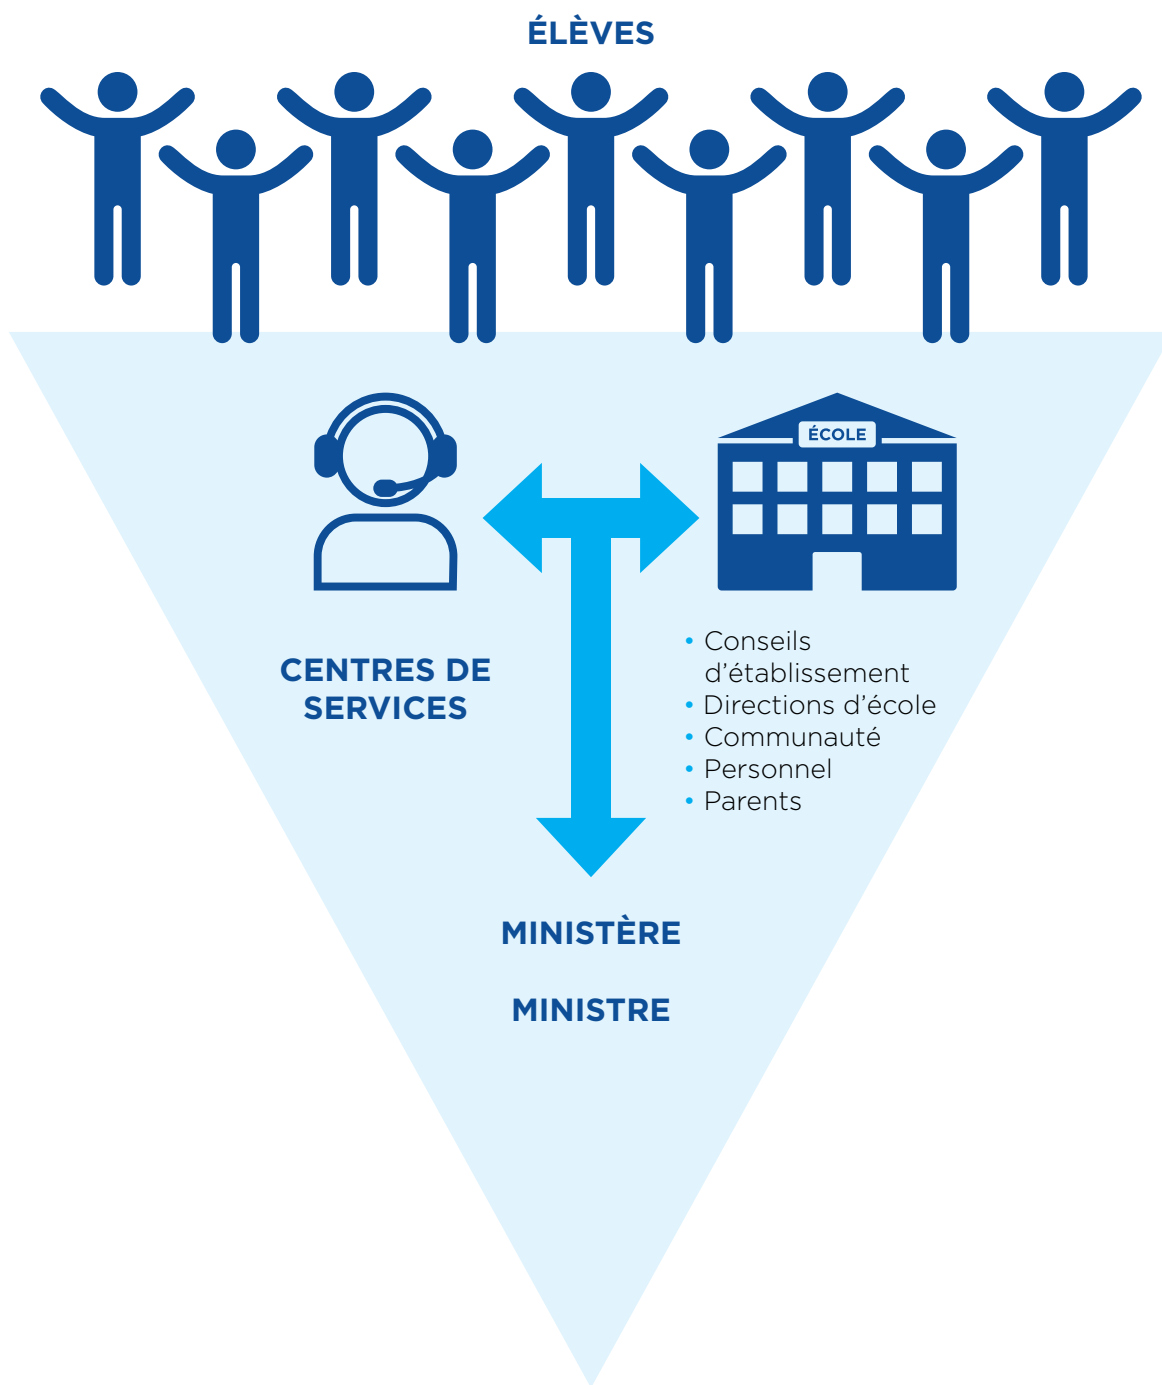 ÉLÈVES
ÉCOLE
CENTRES DE
SERVICES
• Conseils
d’établissement
• Directions d’école
• Communauté
• Personnel
• Parents
MINISTÈRE
MINISTRE